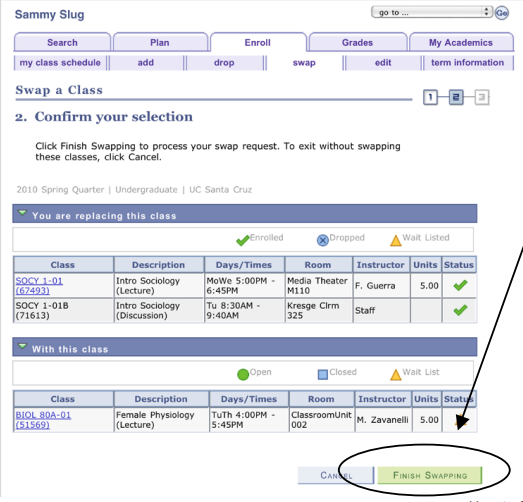 Sammy Slug
go to ...
Go
Search Plan Enroll Grades My Academics
my class schedule add drop swap edit term information
Swap a Class
1 2 3
2. Confirm your selection
Click Finish Swapping to process your swap request. To exit without swapping
these classes, click Cancel.
2010 Spring Quarter | Undergraduate | UC Santa Cruz
You are replacing this class
Enrolled Dropped Wait Listed
Class Description Days/Times Room Instructor Units Status
SOCY 1-01 Intro Sociology MoWe 5:00PM - Media Theater F. Guerra 5.00
(67493) (Lecture) 6:45PM M110
SOCY 1-01B Intro Sociology Tu 8:30AM - Kresge Clrm Staff
(71613) (Discussion) 9:40AM 325
With this class
Open Closed Wait List
Class Description Days/Times Room Instructor Units Status
BIOL 80A-01 Female Physiology TuTh 4:00PM - ClassroomUnit M. Zavanelli 5.00
(51569) (Lecture) 5:45PM 002
CANCEL FINISH SWAPPING